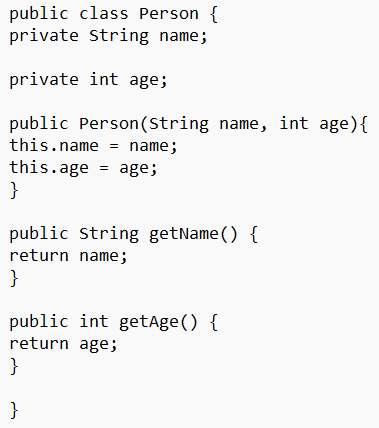 public class Person {
private String name;
private int age;
public Person(String name, int age){
this.name = name;
this.age = age;
}
public String getName() {
return name;
}
public int getAge() {
return age;
}
}